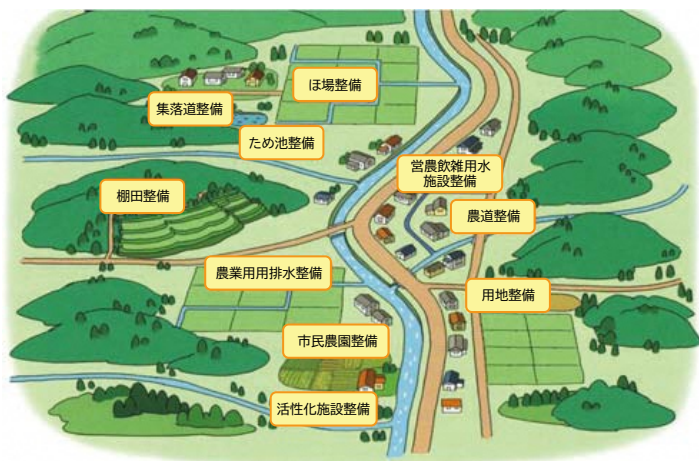 ほ場整備
集落道整備
ため池整備
営農飲雑用水
施設整備
棚田整備
農道整備
農業用用排水整備
用地整備
市民農園整備
活性化施設整備